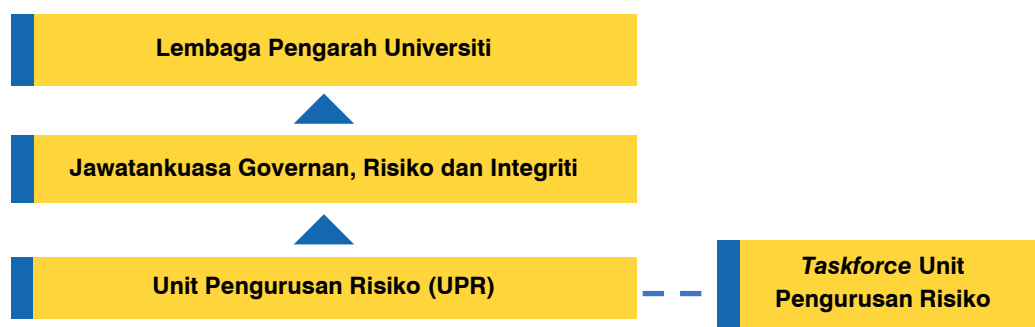 Lembaga Pengarah Universiti
Jawatankuasa Governan, Risiko dan Integriti
Unit Pengurusan Risiko (UPR)
Taskforce Unit
Pengurusan Risiko